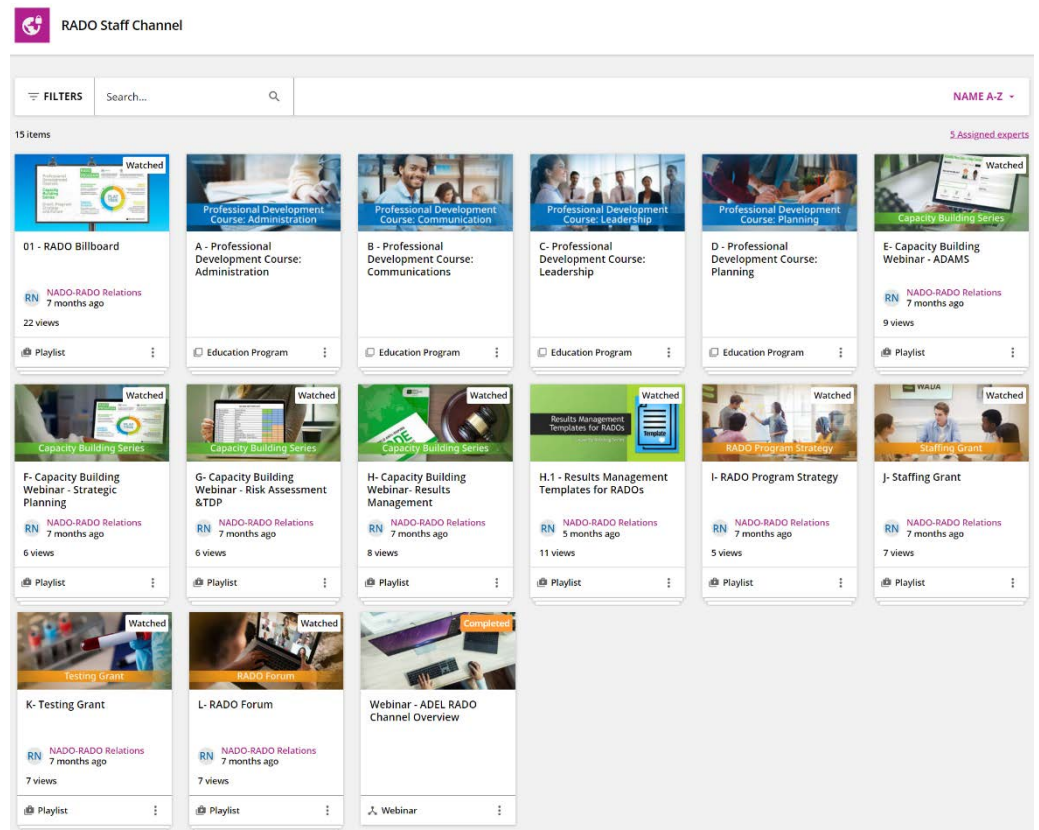 RADO Staff Channel
FILTERS
Search...
NAME A-Z
15 items
5 Assigned experts
Watched
Professional Development
Course: Administration
Professional Development
Course: Communication
Professional Development
Course: Leadership
Professional Development
Course: Planning
Watched
Capacity Building Series
01 - RADO Billboard
A - Professional
Development Course:
Administration
B - Professional
Development Course:
Communications
C- Professional
Development Course:
Leadership
D - Professional
Development Course:
Planning
E- Capacity Building
Webinar - ADAMS
RN NADO-RADO Relations
7 months ago
22 views
RN NADO-RADO Relations
7 months ago
9 views
Playlist
Education Program
Education Program
Education Program
Education Program
Playlist
Watched
Capacity Building Series
Watched
Capacity Building Series
Watched
Capacity Building Series
Watched
Results Management
Templates for RADOs
Template
Watched
RADO Program Strategy
WADA
Watched
Staffing Grant
F- Capacity Building
Webinar - Strategic
Planning
G- Capacity Building
Webinar - Risk Assessment
&TDP
H- Capacity Building
Webinar- Results
Management
H.1 - Results Management
Templates for RADOs
I- RADO Program Strategy
J- Staffing Grant
RN NADO-RADO Relations
7 months ago
6 views
RN NADO-RADO Relations
7 months ago
6 views
RN NADO-RADO Relations
7 months ago
8 views
RN NADO-RADO Relations
5 months ago
11 views
RN NADO-RADO Relations
7 months ago
5 views
RN NADO-RADO Relations
7 months ago
7 views
Playlist
Playlist
Playlist
Playlist
Playlist
Playlist
Watched
Testing Grant
Watched
RADO Forum
Completed
K- Testing Grant
L- RADO Forum
Webinar - ADEL RADO
Channel Overview
RN NADO-RADO Relations
7 months ago
7 views
RN NADO-RADO Relations
7 months ago
7 views
Playlist
Playlist
Webinar